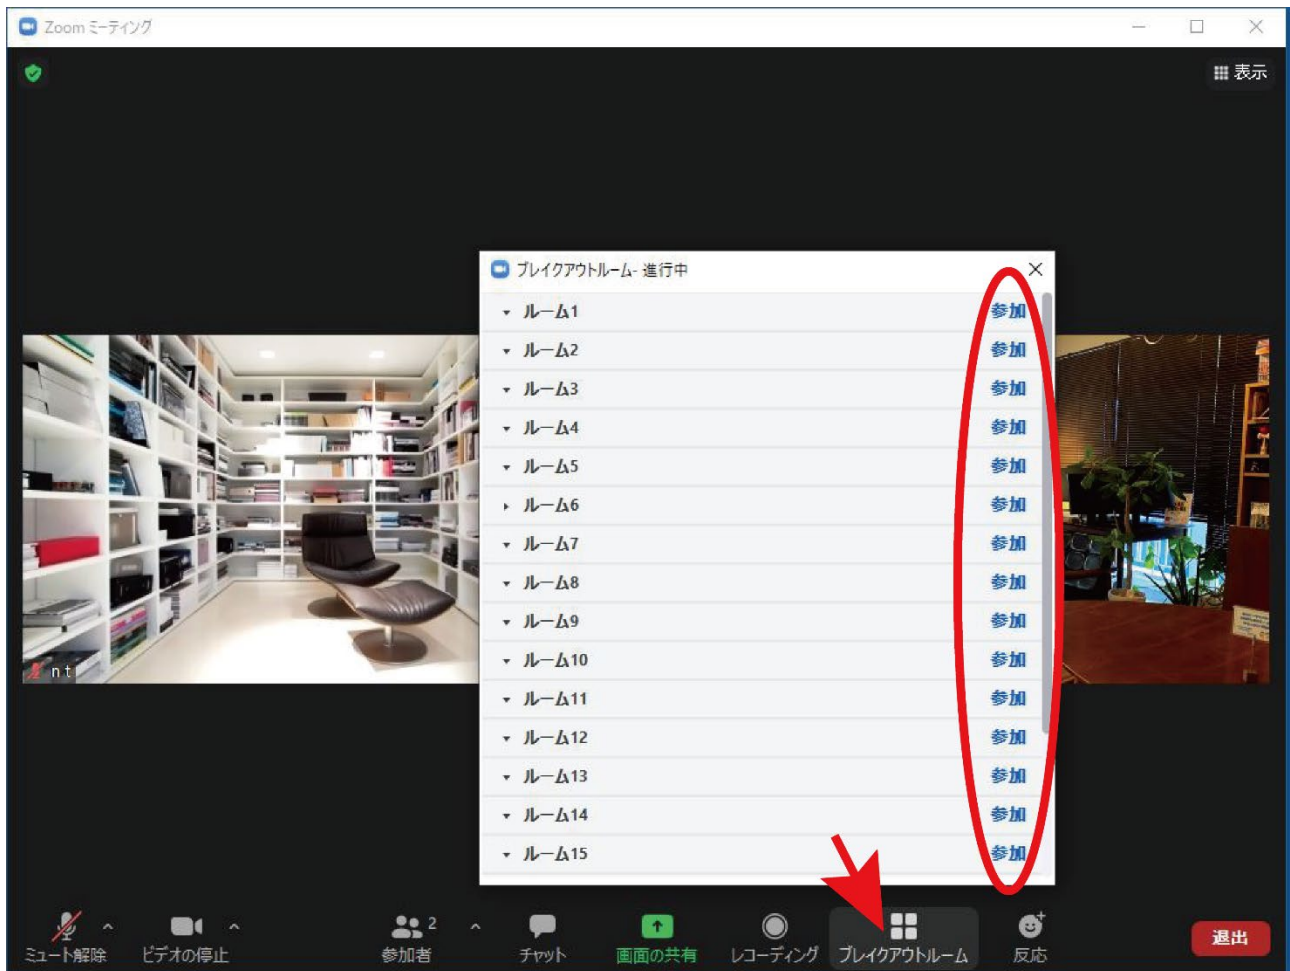 Zoom ミーティング
表示
ブレイクアウトルーム- 進行中
ルーム1 参加
ルーム2 参加
ルーム3 参加
ルーム4 参加
ルーム5 参加
ルーム6 参加
ルーム7 参加
ルーム8 参加
ルーム9 参加
ルーム10 参加
ルーム11 参加
ルーム12 参加
ルーム13 参加
ルーム14 参加
ルーム15 参加
n t
2
ミュート解除 ビデオの停止 参加者 チャット 画面の共有 レコーディング ブレイクアウトルーム 反応 退出